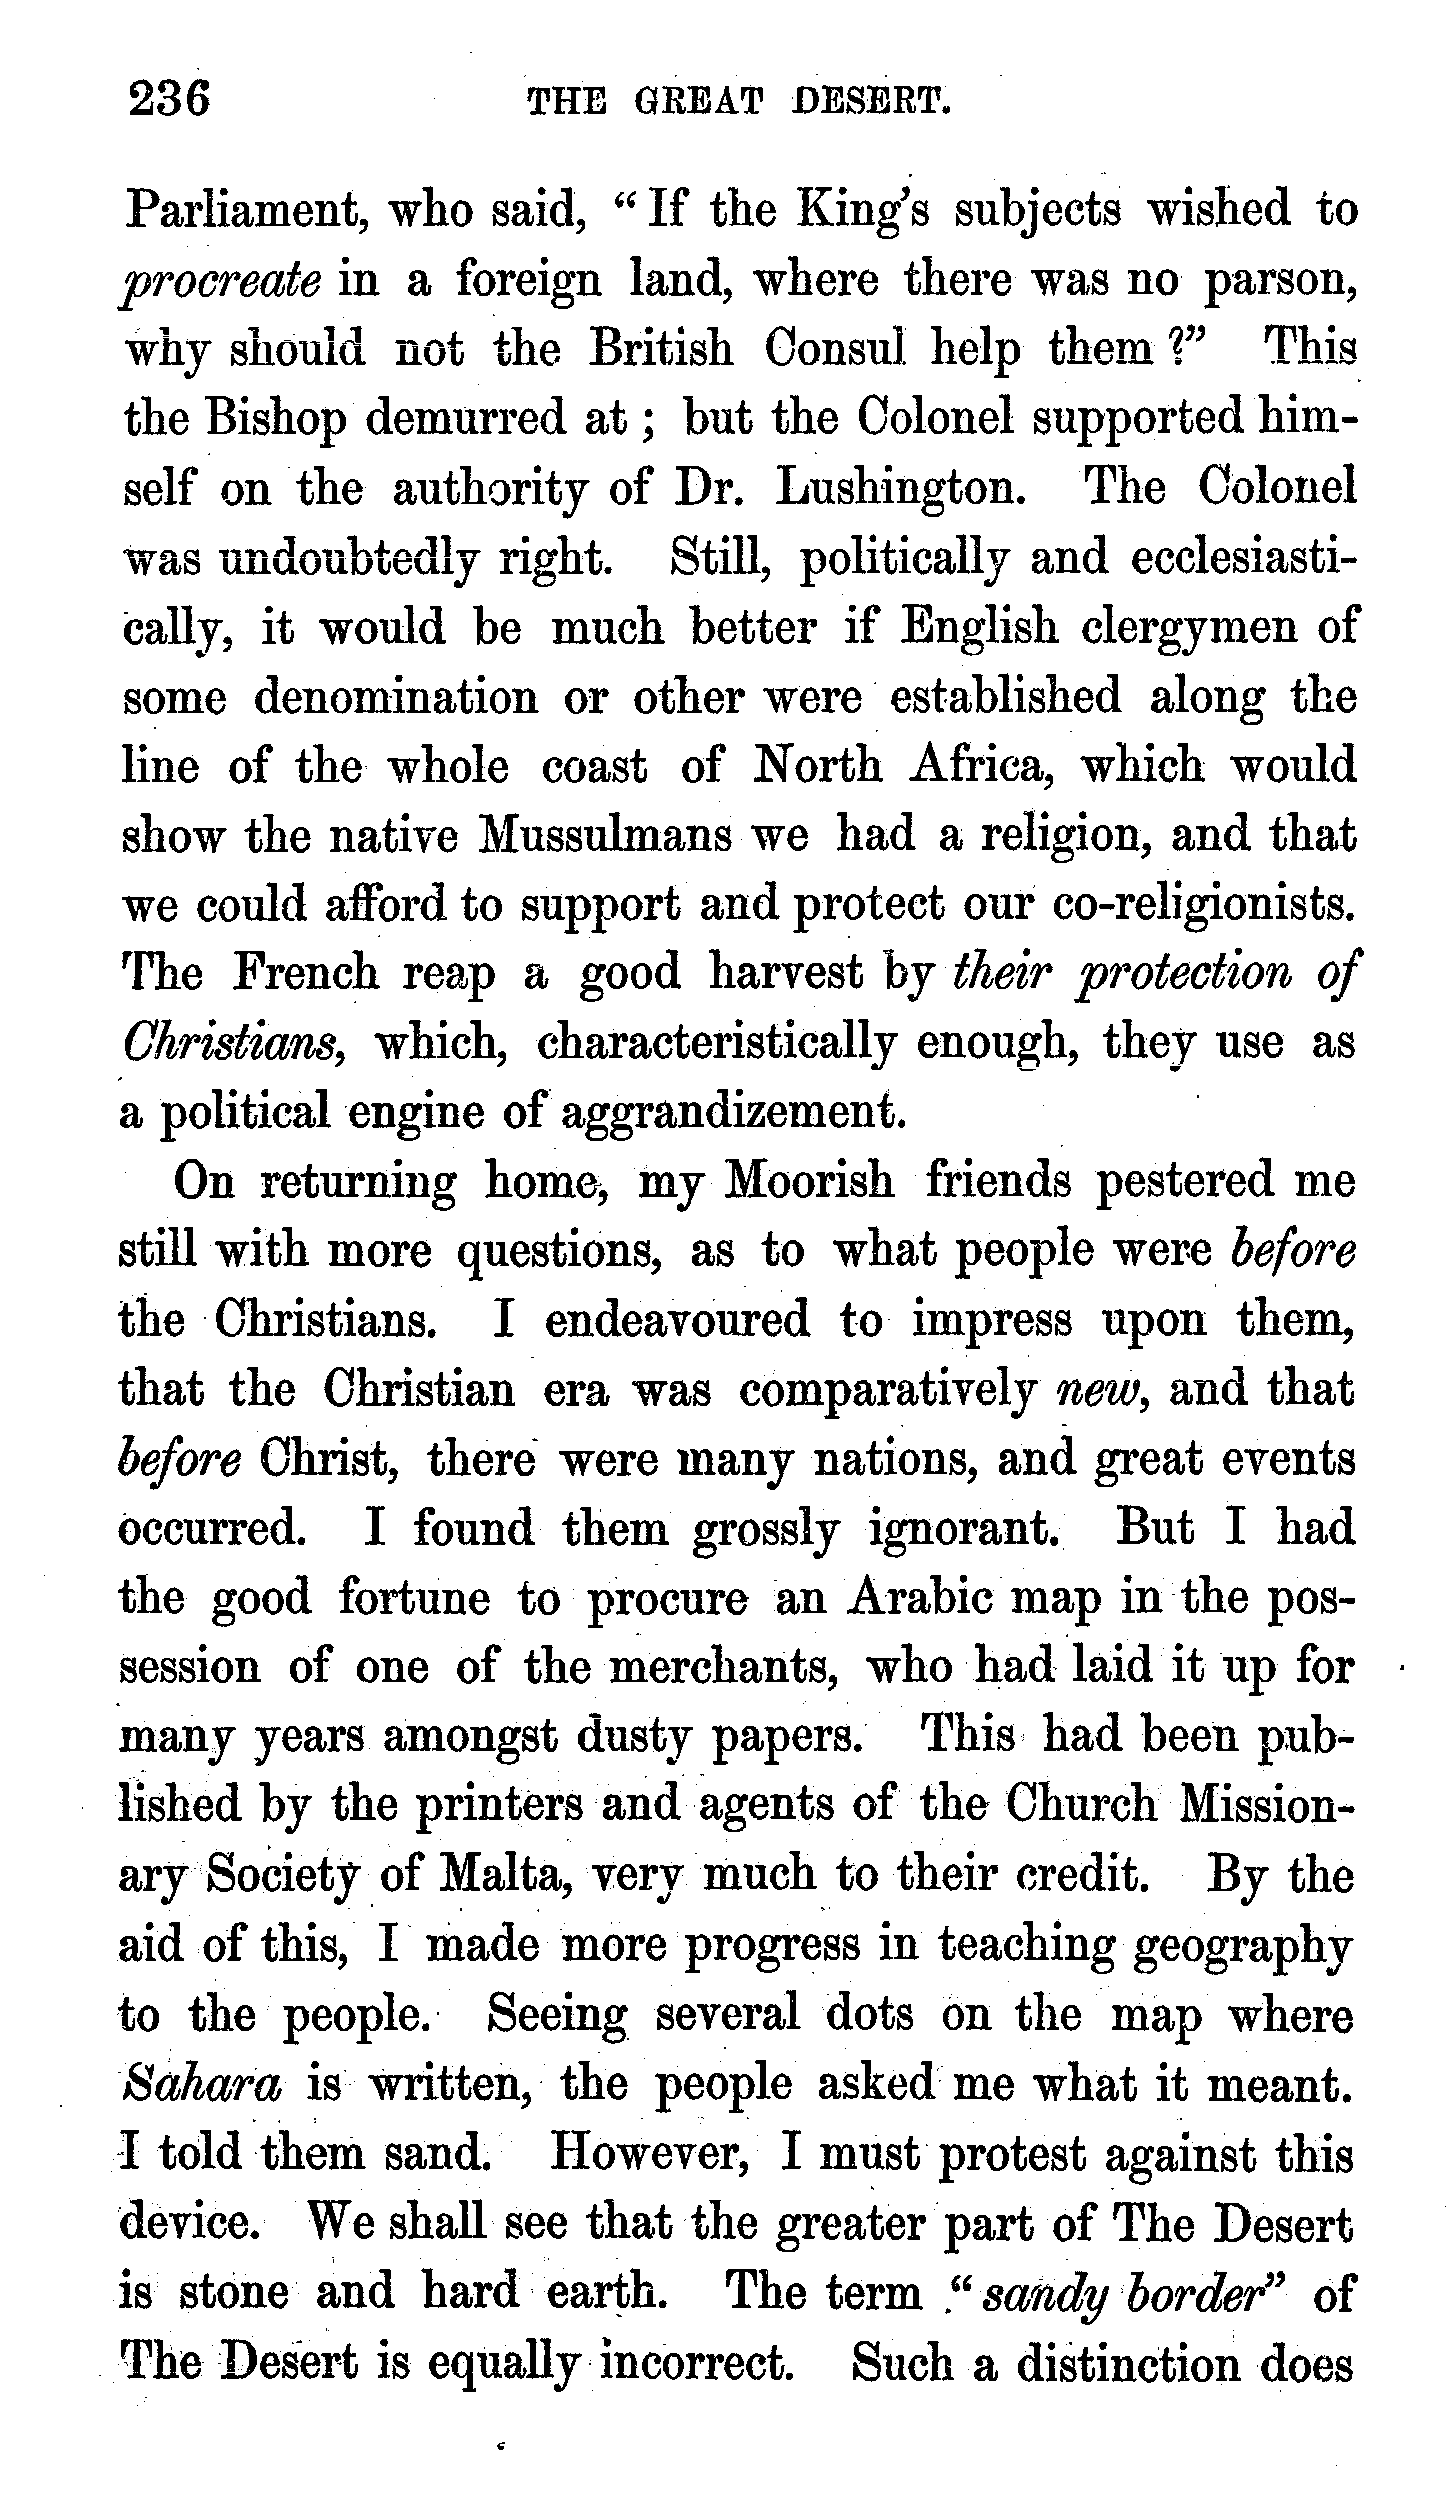 236 THE GREAT DESERT.
Parliament, who said, “If the King’s subjects wished to
procreate in a foreign land, where there was no parson,
why should not the British Consul help them?” This
the Bishop demurred at; but the Colonel supported him-
self on the authority of Dr. Lushington. The Colonel
was undoubtedly right. Still, politically and ecclesiasti-
cally, it would be much better if English clergymen of
some denomination or other were established along the
line of the whole coast of North Africa, which would
show the native Mussulmans we had a religion, and that
we could afford to support and protect our co-religionists.
The French reap a good harvest by their protection of
Christians, which, characteristically enough, they use as
a political engine of aggrandizement.
On returning home, my Moorish friends pestered me
still with more questions, as to what people were before
the Christians. I endeavoured to impress upon them,
that the Christian era was comparatively new, and that
before Christ, there were many nations, and great events
occurred. I found them grossly ignorant. But I had
the good fortune to procure an Arabic map in the pos-
session of one of the merchants, who had laid it up for
many years amongst dusty papers. This had been pub-
lished by the printers and agents of the Church Mission-
ary Society of Malta, very much to their credit. By the
aid of this, I made more progress in teaching geography
to the people. Seeing several dots on the map where
Sahara is written, the people asked me what it meant.
I told them sand. However, I must protest against this
device. We shall see that the greater part of The Desert
is stone and hard earth. The term “sandy border” of
The Desert is equally incorrect. Such a distinction does